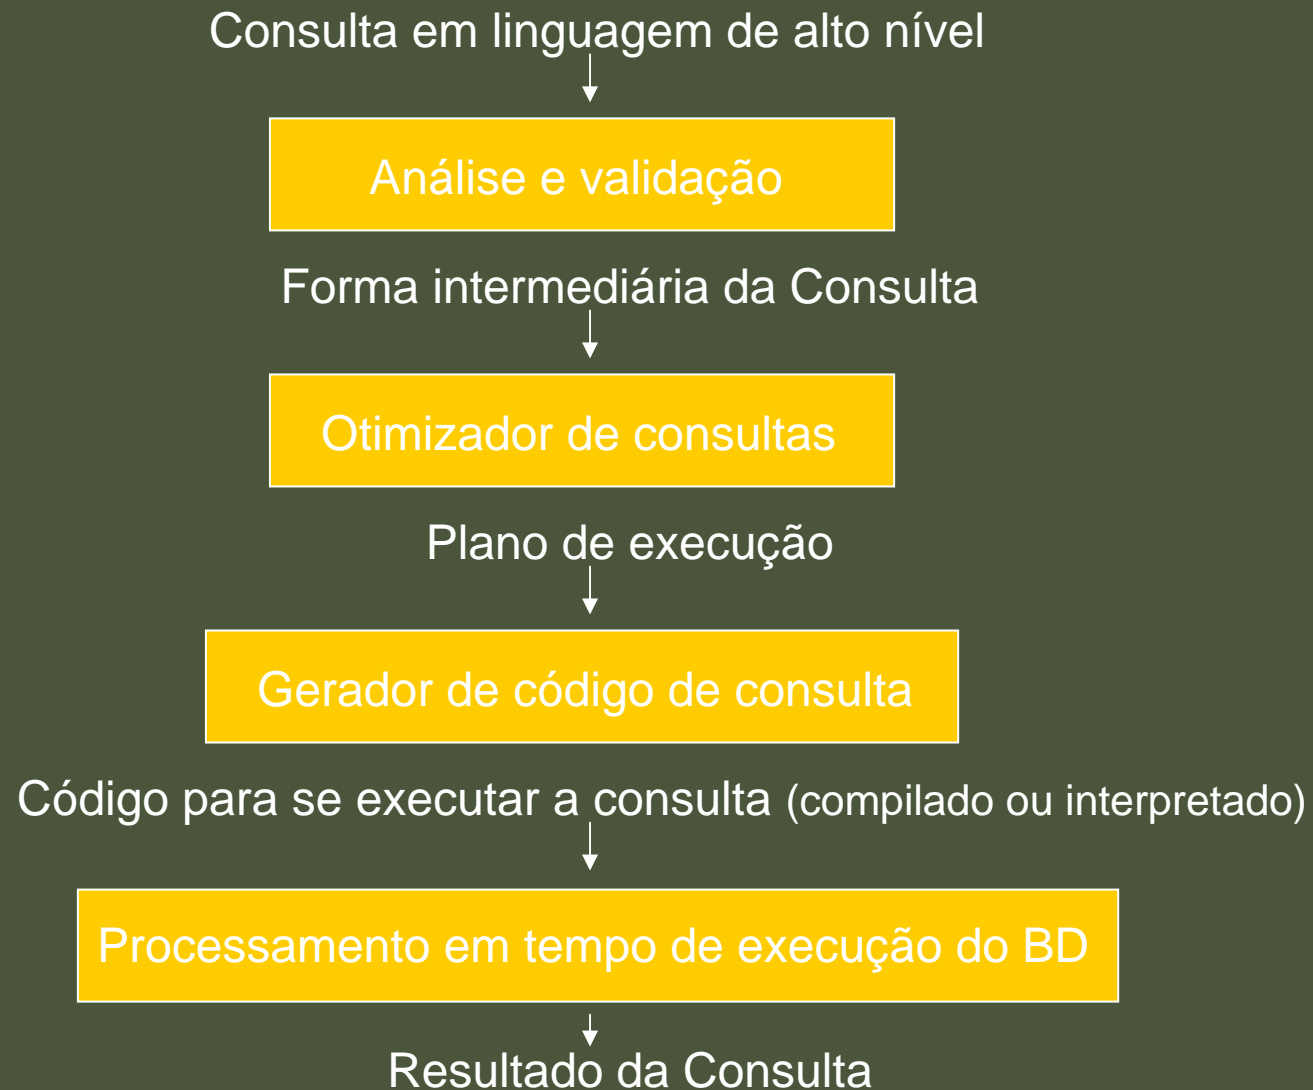 Consulta em linguagem de alto nível
Análise e validação
Forma intermediária da Consulta
Otimizador de consultas
Plano de execução
Gerador de código de consulta
Código para se executar a consulta (compilado ou interpretado)
Processamento em tempo de execução do BD
Resultado da Consulta